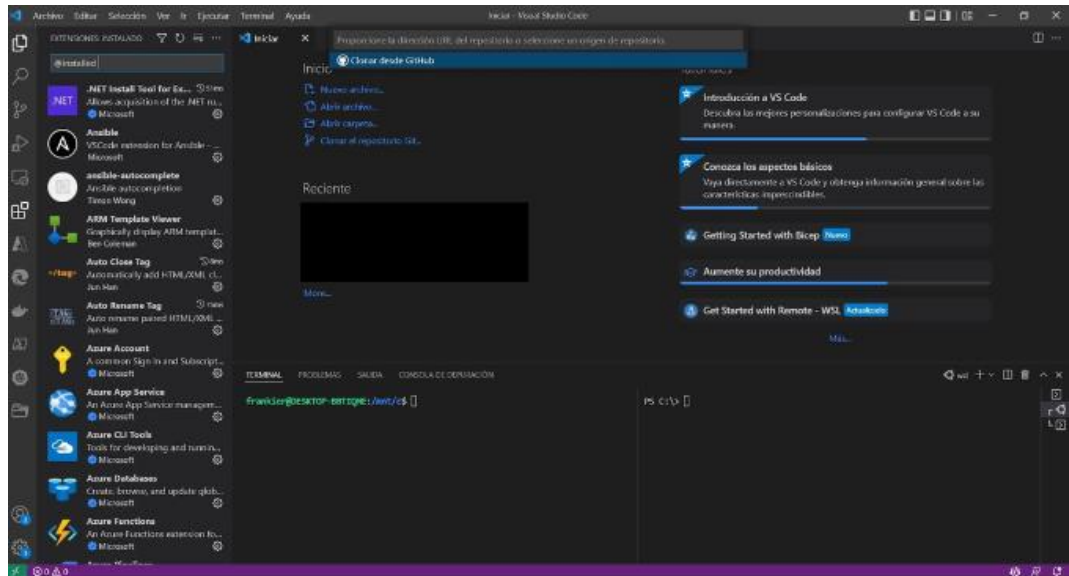 Archivo Editar Selección Ver Ir Ejecutar Terminal Ayuda
Iniciar - Visual Studio Code
EXTENSIONES: INSTALADO
@installed
.NET Install Tool for Ex...
Allows acquisition of the .NET ru...
Microsoft
Ansible
VSCode extension for Ansible - ...
Microsoft
ansible-autocomplete
Ansible autocompletion
Timon Wong
ARM Template Viewer
Graphically display ARM templat...
Ben Coleman
Auto Close Tag
Automatically add HTML/XML cl...
Jun Han
Auto Rename Tag
Auto rename paired HTML/XML ...
Jun Han
Azure Account
A common Sign In and Subscript...
Microsoft
Azure App Service
An Azure App Service managem...
Microsoft
Azure CLI Tools
Tools for developing and runnin...
Microsoft
Azure Databases
Create, browse, and update glob...
Microsoft
Azure Functions
An Azure Functions extension fo...
Microsoft
Iniciar
Proporcione la dirección URL del repositorio o seleccione un origen de repositorio.
Clonar desde GitHub
Inicio
Nuevo archivo...
Abrir archivo...
Abrir carpeta...
Clonar el repositorio Git...
Reciente
More...
Introducción a VS Code
Descubra las mejores personalizaciones para configurar VS Code a su
manera.
Conozca los aspectos básicos
Vaya directamente a VS Code y obtenga información general sobre las
características imprescindibles.
Getting Started with Bicep Nuevo
Aumente su productividad
Get Started with Remote - WSL Actualizado
Más...
TERMINAL PROBLEMAS SALIDA CONSOLA DE DEPURACIÓN
wsl
PS C:\>
0 0